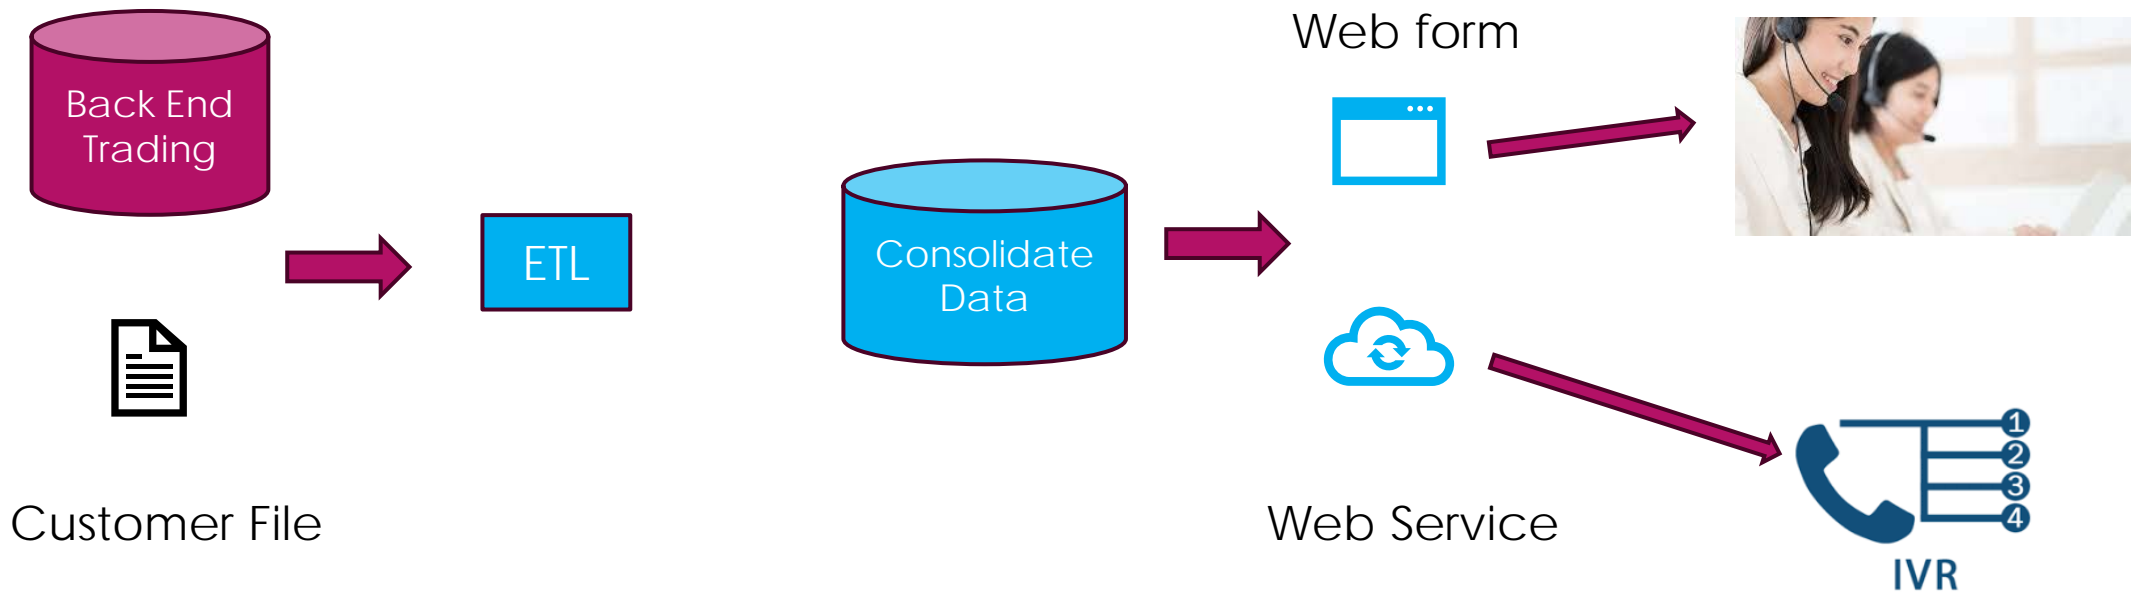 Back End
Trading
Customer File
ETL
Consolidate
Data
Web form
Web Service
1
2
3
4
IVR